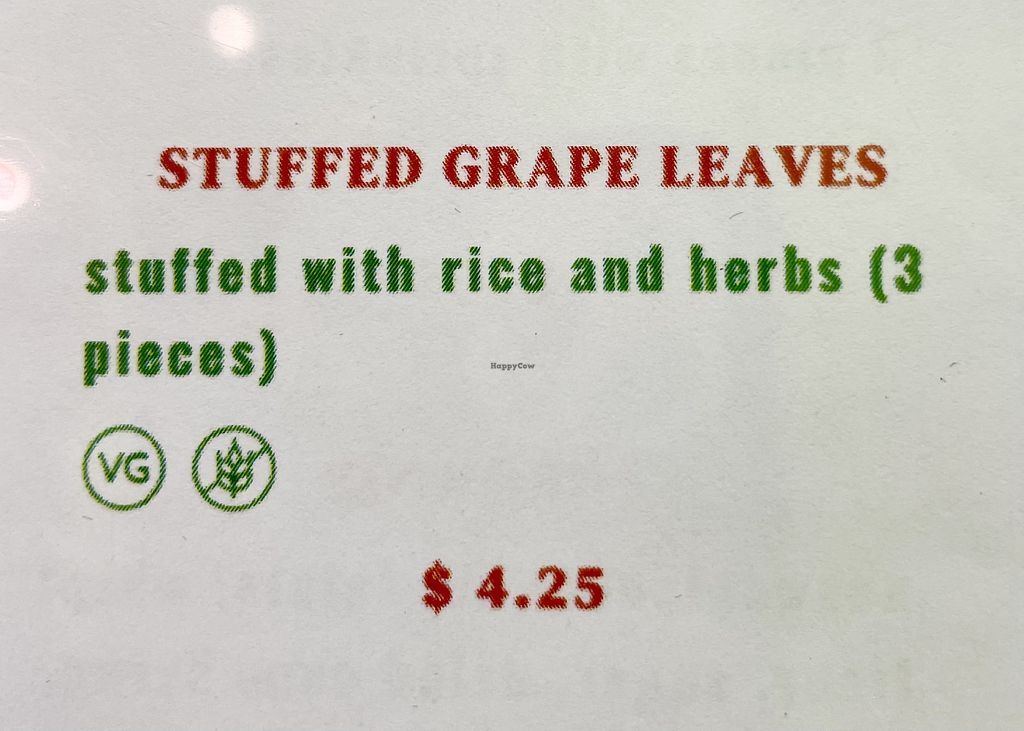 STUFFED GRAPE LEAVES
stuffed with rice and herbs (3
pieces)
HappyCow
VG
$ 4.25